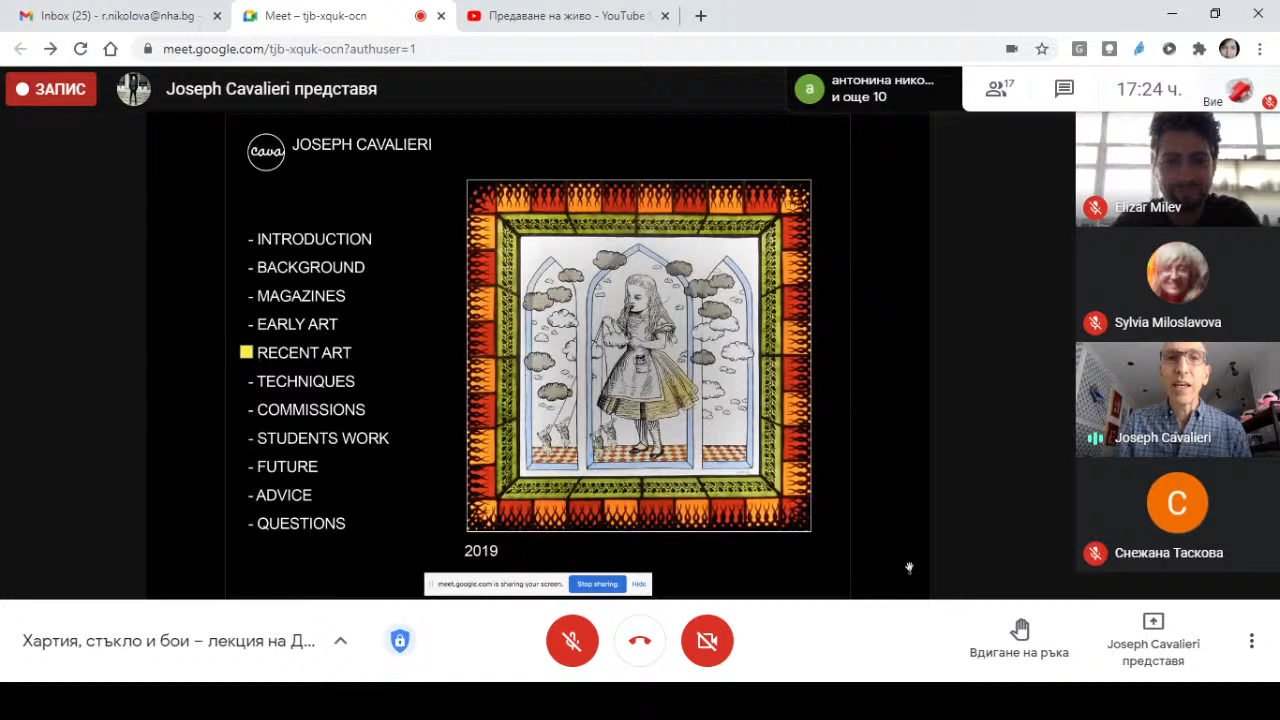 Inbox (25) - r.nikolova@nha.bg -
Meet – tjb-xquk-ocn
Предаване на живо - YouTube S
meet.google.com/tjb-xquk-ocn?authuser=1
ЗАПИС
Joseph Cavalieri представя
a
антонина нико...
и още 10
17
17:24 ч.
Вие
cava
JOSEPH CAVALIERI
- INTRODUCTION
- BACKGROUND
- MAGAZINES
- EARLY ART
RECENT ART
- TECHNIQUES
- COMMISSIONS
- STUDENTS WORK
- FUTURE
- ADVICE
- QUESTIONS
2019
meet.google.com is sharing your screen.
Stop sharing
Hide
Elizar Milev
Sylvia Miloslavova
Joseph Cavalieri
C
Снежана Таскова
Хартия, стъкло и бои – лекция на Д...
Вдигане на ръка
Joseph Cavalieri
представя